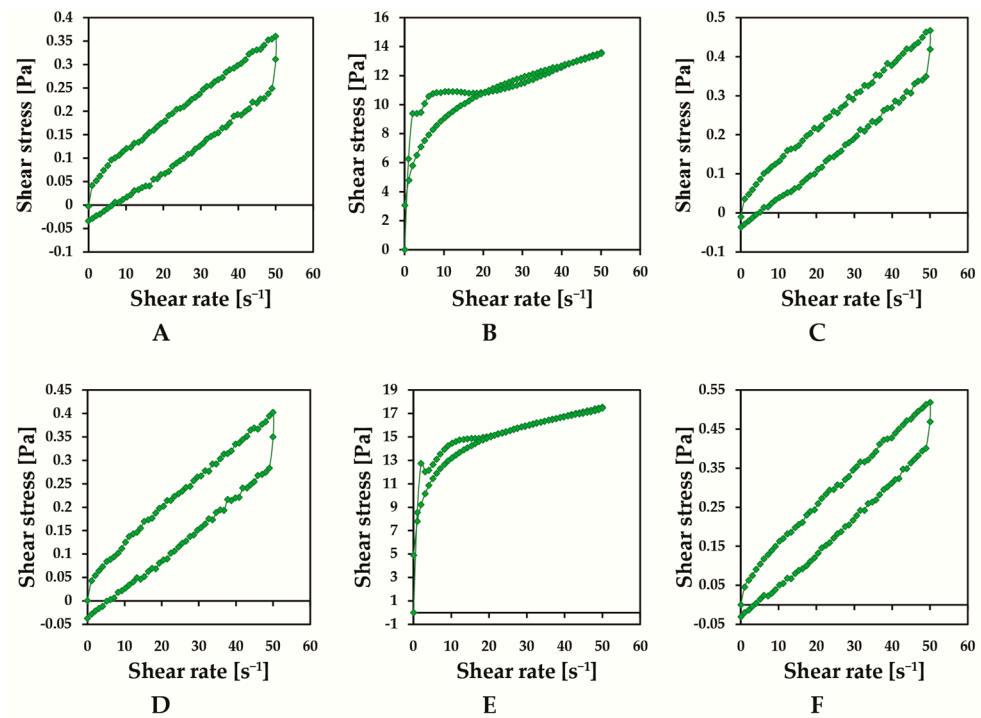 0.4
0.35
0.3
0.25
0.2
0.15
0.1
0.05
0
-0.05
-0.1
Shear stress [Pa]
0 10 20 30 40 50 60
Shear rate [s⁻¹]
A
16
14
12
10
8
6
4
2
0
Shear stress [Pa]
0 10 20 30 40 50 60
Shear rate [s⁻¹]
B
0.5
0.4
0.3
0.2
0.1
0
-0.1
Shear stress [Pa]
0 10 20 30 40 50 60
Shear rate [s⁻¹]
C
0.45
0.4
0.35
0.3
0.25
0.2
0.15
0.1
0.05
0
-0.05
Shear stress [Pa]
0 10 20 30 40 50 60
Shear rate [s⁻¹]
D
19
17
15
13
11
9
7
5
3
1
-1
Shear stress [Pa]
0 10 20 30 40 50 60
Shear rate [s⁻¹]
E
0.55
0.45
0.35
0.25
0.15
0.05
-0.05
Shear stress [Pa]
0 10 20 30 40 50 60
Shear rate [s⁻¹]
F